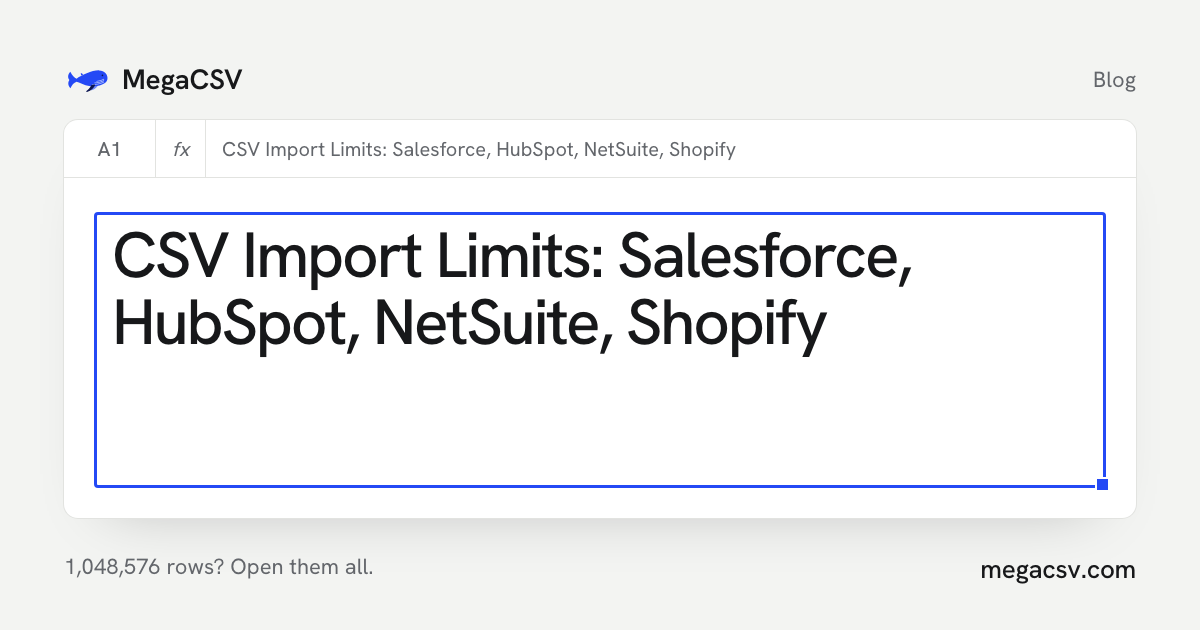 MegaCSV
Blog
A1
fx
CSV Import Limits: Salesforce, HubSpot, NetSuite, Shopify
CSV Import Limits: Salesforce,
HubSpot, NetSuite, Shopify
1,048,576 rows? Open them all.
megacsv.com